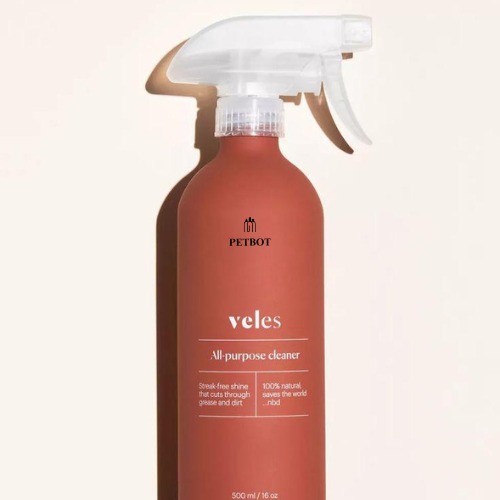 PETBOT
veles
All-purpose cleaner
Streak-free shine
that cuts through
grease and dirt
100% natural,
saves the world
...nbd
500 ml / 16 oz